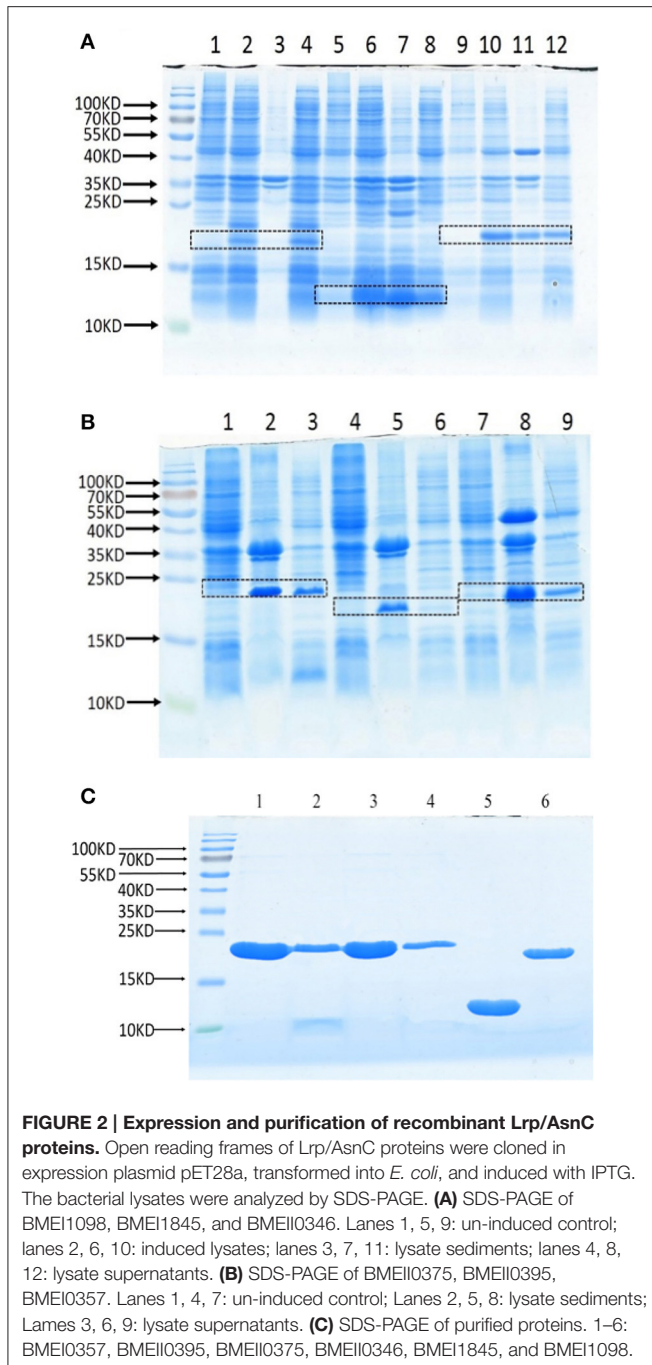 A
1 2 3 4 5 6 7 8 9 10 11 12
100KD
70KD
55KD
40KD
35KD
25KD
15KD
10KD
B
1 2 3 4 5 6 7 8 9
100KD
70KD
55KD
40KD
35KD
25KD
15KD
10KD
C
1 2 3 4 5 6
100KD
70KD
55KD
40KD
35KD
25KD
15KD
10KD
FIGURE 2 | Expression and purification of recombinant Lrp/AsnC
proteins. Open reading frames of Lrp/AsnC proteins were cloned in
expression plasmid pET28a, transformed into E. coli, and induced with IPTG.
The bacterial lysates were analyzed by SDS-PAGE. (A) SDS-PAGE of
BMEI1098, BMEI1845, and BMEII0346. Lanes 1, 5, 9: un-induced control;
lanes 2, 6, 10: induced lysates; lanes 3, 7, 11: lysate sediments; lanes 4, 8,
12: lysate supernatants. (B) SDS-PAGE of BMEII0375, BMEII0395,
BMEI0357. Lanes 1, 4, 7: un-induced control; Lanes 2, 5, 8: lysate sediments;
Lames 3, 6, 9: lysate supernatants. (C) SDS-PAGE of purified proteins. 1–6:
BMEI0357, BMEII0395, BMEII0375, BMEII0346, BMEI1845, and BMEI1098.